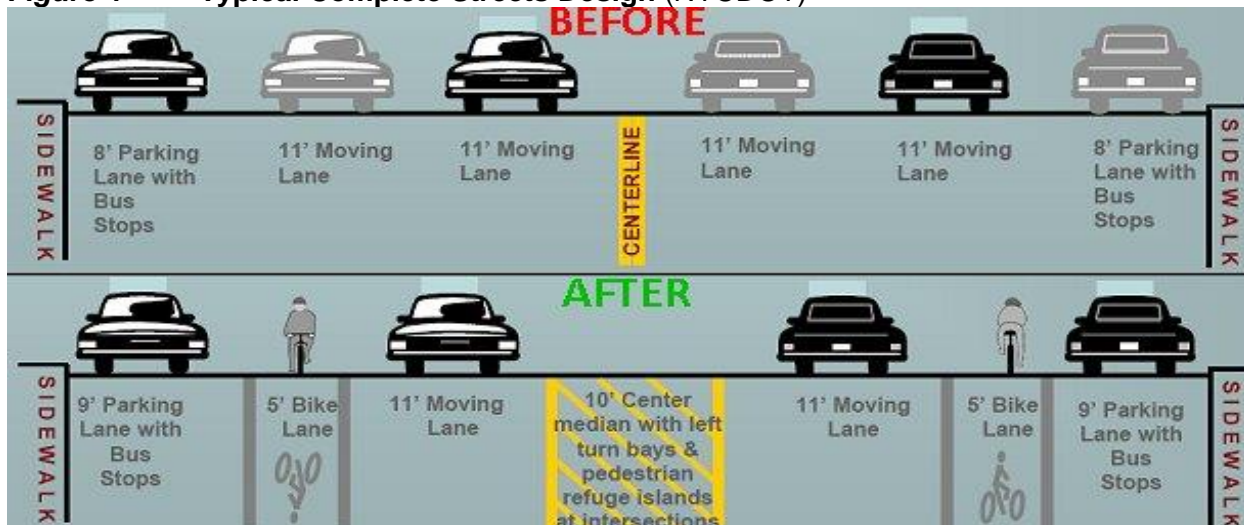 BEFORE
SIDEWALK
8' Parking
Lane with
Bus
Stops
11' Moving
Lane
11' Moving
Lane
CENTERLINE
11' Moving
Lane
11' Moving
Lane
8' Parking
Lane with
Bus
Stops
SIDEWALK
AFTER
SIDEWALK
9' Parking
Lane with
Bus
Stops
5' Bike
Lane
11' Moving
Lane
10' Center
median with left
turn bays &
pedestrian
refuge islands
at intersections
11' Moving
Lane
5' Bike
Lane
9' Parking
Lane with
Bus
Stops
SIDEWALK